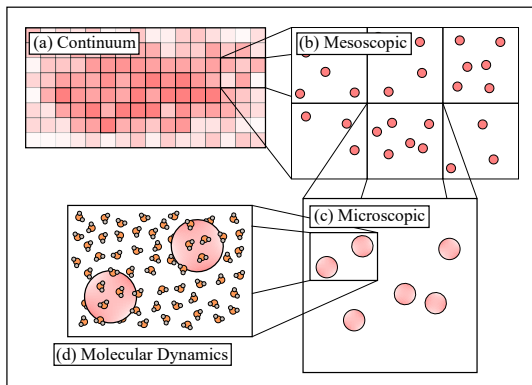 (a) Continuum
(b) Mesoscopic
(c) Microscopic
(d) Molecular Dynamics